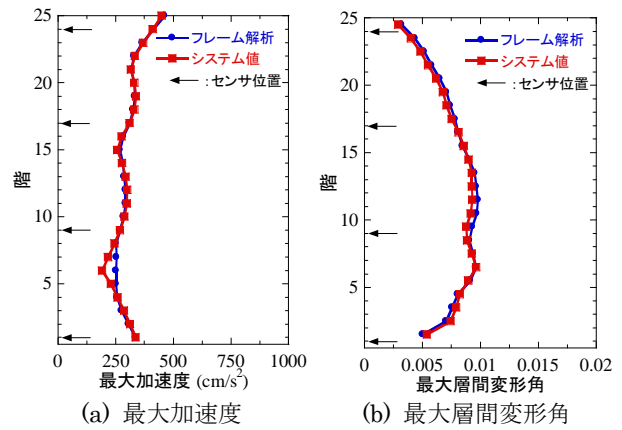 25
20
15
10
5
階
フレーム解析
システム値
:センサ位置
0
250
500
750
1000
最大加速度 (cm/s²)
(a) 最大加速度
25
20
15
10
5
階
フレーム解析
システム値
:センサ位置
0
0.005
0.01
0.015
0.02
最大層間変形角
(b) 最大層間変形角